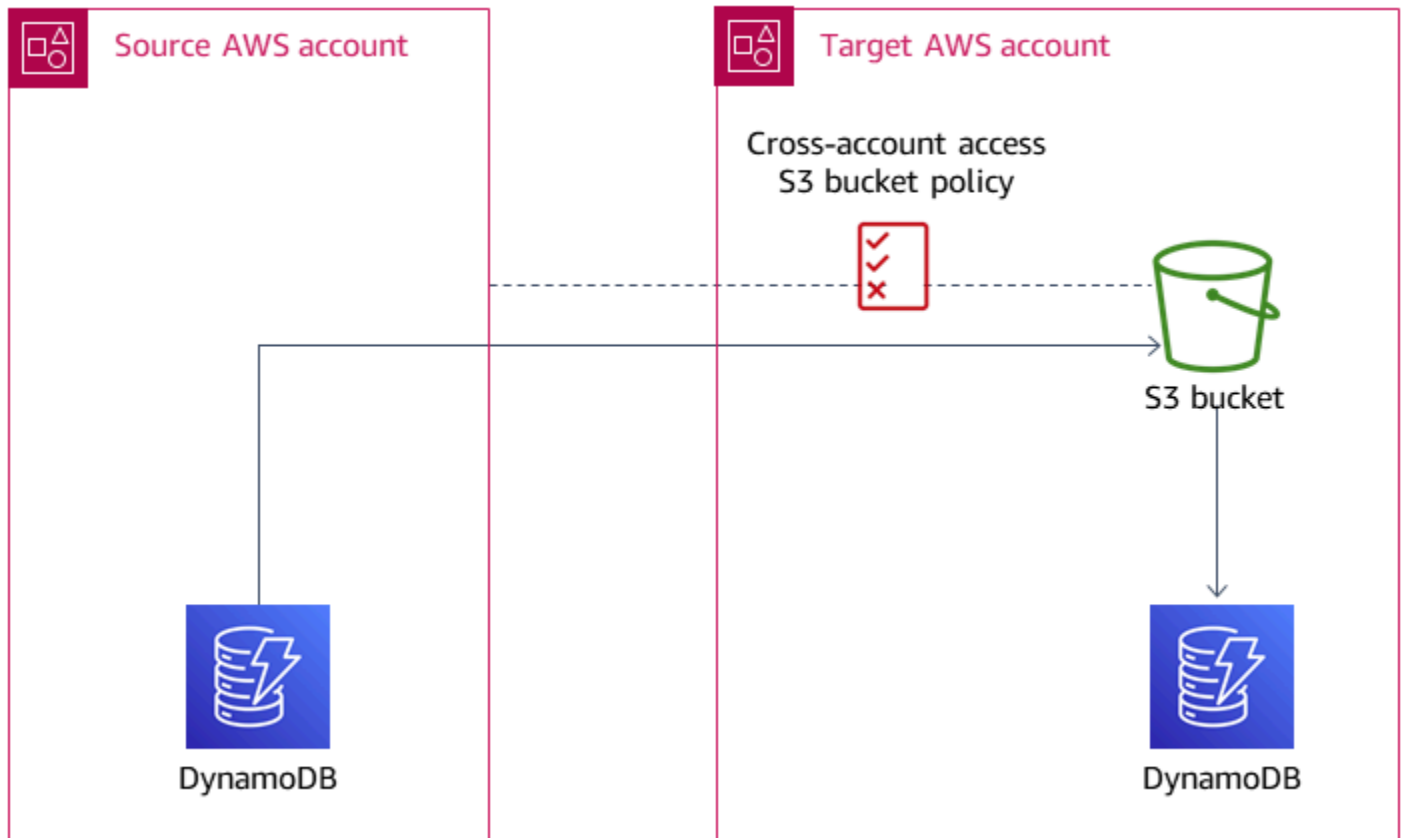 Source AWS account
Target AWS account
Cross-account access
S3 bucket policy
S3 bucket
DynamoDB
DynamoDB